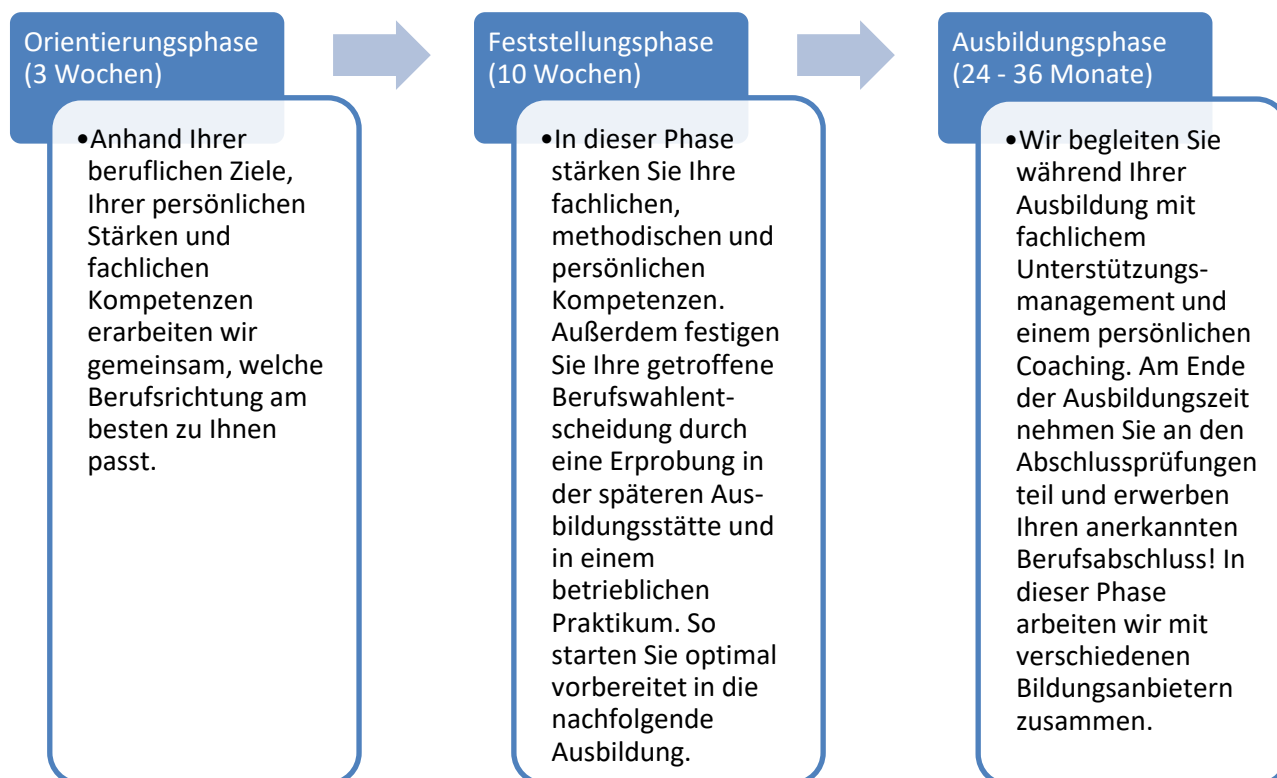 Orientierungsphase
(3 Wochen)
•Anhand Ihrer
beruflichen Ziele,
Ihrer persönlichen
Stärken und
fachlichen
Kompetenzen
erarbeiten wir
gemeinsam, welche
Berufsrichtung am
besten zu Ihnen
passt.
Feststellungsphase
(10 Wochen)
•In dieser Phase
stärken Sie Ihre
fachlichen,
methodischen und
persönlichen
Kompetenzen.
Außerdem festigen
Sie Ihre getroffene
Berufswahlent-
scheidung durch
eine Erprobung in
der späteren Aus-
bildungsstätte und
in einem
betrieblichen
Praktikum. So
starten Sie optimal
vorbereitet in die
nachfolgende
Ausbildung.
Ausbildungsphase
(24 - 36 Monate)
•Wir begleiten Sie
während Ihrer
Ausbildung mit
fachlichem
Unterstützungs-
management und
einem persönlichen
Coaching. Am Ende
der Ausbildungszeit
nehmen Sie an den
Abschlussprüfungen
teil und erwerben
Ihren anerkannten
Berufsabschluss! In
dieser Phase
arbeiten wir mit
verschiedenen
Bildungsanbietern
zusammen.